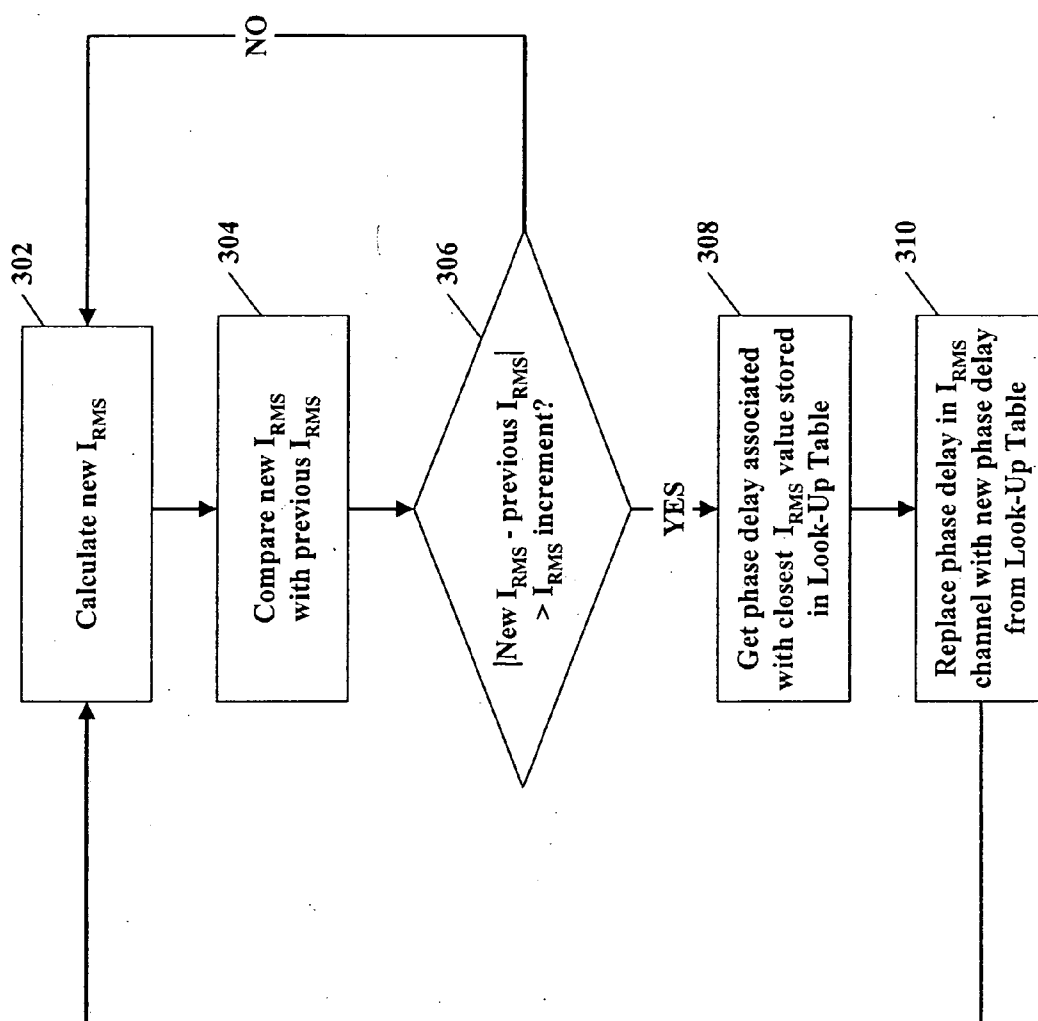 302
Calculate new I_RMS
304
Compare new I_RMS
with previous I_RMS
306
|New I_RMS - previous I_RMS|
> I_RMS increment?
NO
YES
308
Get phase delay associated
with closest I_RMS value stored
in Look-Up Table
310
Replace phase delay in I_RMS
channel with new phase delay
from Look-Up Table